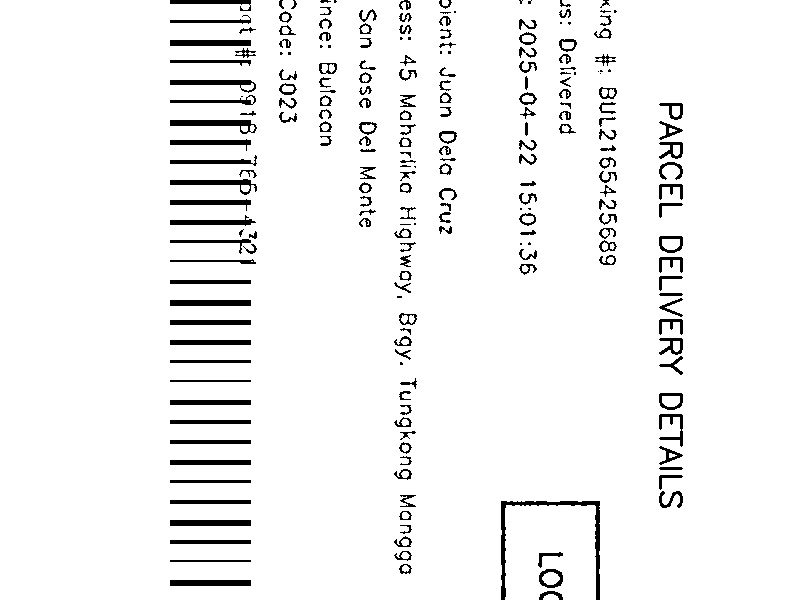 PARCEL DELIVERY DETAILS
king #: BUL2165425689
us: Delivered
: 2025-04-22 15:01:36
LOC
pient: Juan Dela Cruz
ess: 45 Maharlika Highway, Brgy. Tungkong Mangga
San Jose Del Monte
ince: Bulacan
Code: 3023
#: 0918-765-4321